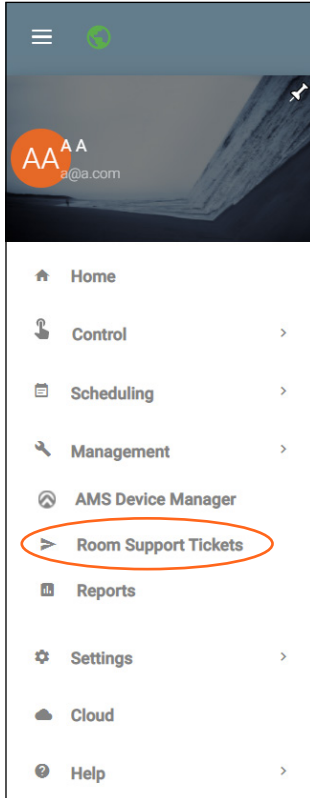 AA
A A
a@a.com
Home
Control
Scheduling
Management
AMS Device Manager
Room Support Tickets
Reports
Settings
Cloud
Help